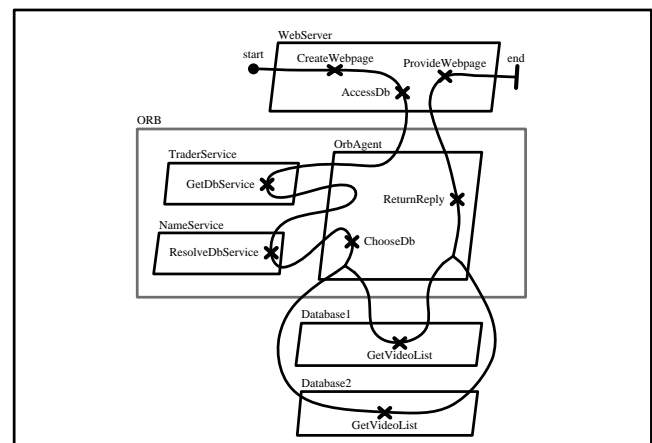 WebServer
start
CreateWebpage
ProvideWebpage
end
AccessDb
ORB
OrbAgent
TraderService
GetDbService
ReturnReply
NameService
ResolveDbService
ChooseDb
Database1
GetVideoList
Database2
GetVideoList